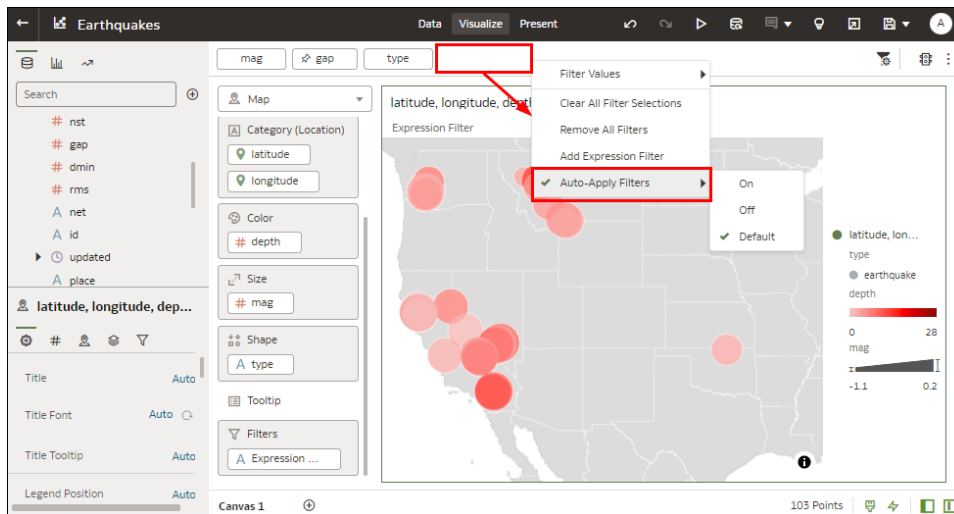 Earthquakes
Data Visualize Present
A
mag gap type
Search
# nst
# gap
# dmin
# rms
A net
A id
updated
A place
latitude, longitude, dep...
#
Title Auto
Title Font Auto
Title Tooltip Auto
Legend Position Auto
Map
Category (Location)
latitude
longitude
Color
# depth
Size
# mag
Shape
A type
Tooltip
Filters
A Expression ...
latitude, longitude, dept
Expression Filter
Filter Values
Clear All Filter Selections
Remove All Filters
Add Expression Filter
Auto-Apply Filters
On
Off
Default
latitude, lon...
type
earthquake
depth
0 28
mag
-1.1 0.2
Canvas 1
103 Points